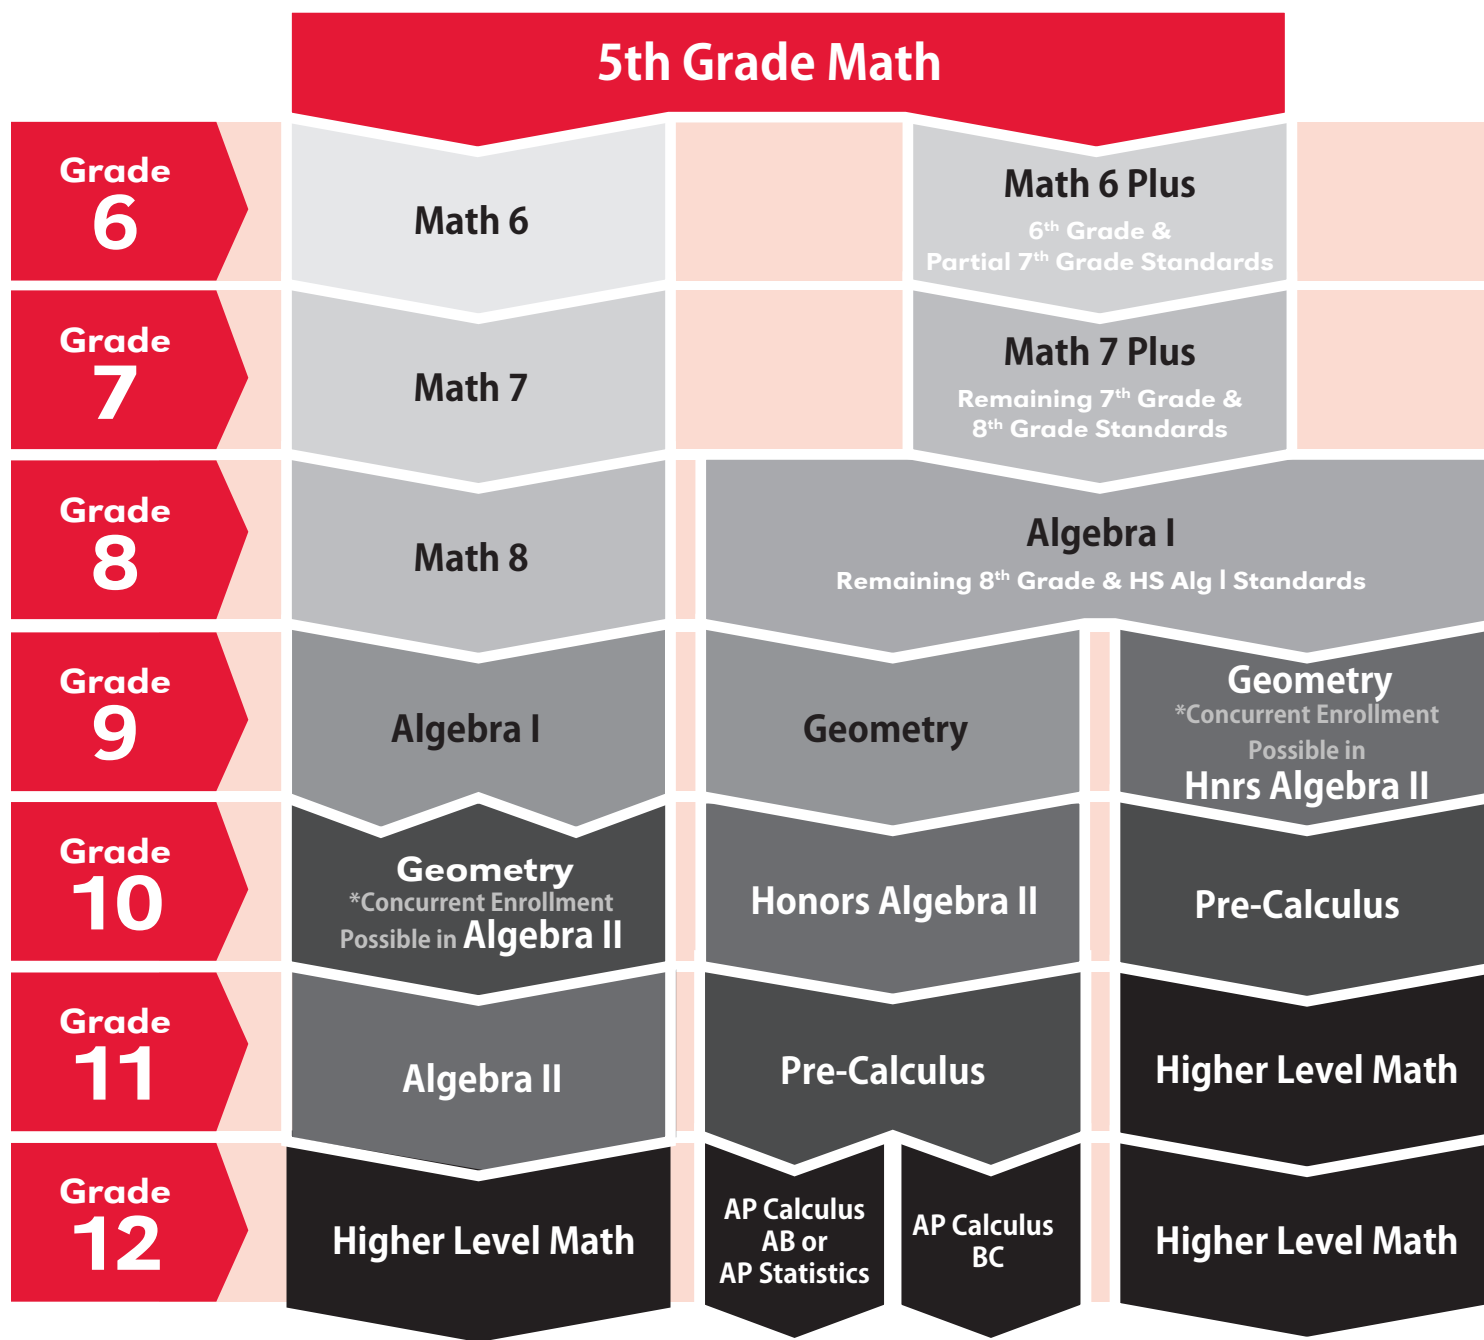 5th Grade Math
Grade
6
Math 6
Math 6 Plus
6th Grade &
Partial 7th Grade Standards
Grade
7
Math 7
Math 7 Plus
Remaining 7th Grade &
8th Grade Standards
Grade
8
Math 8
Algebra I
Remaining 8th Grade & HS Alg I Standards
Grade
9
Algebra I
Geometry
Geometry
*Concurrent Enrollment
Possible in
Hnrs Algebra II
Grade
10
Geometry
*Concurrent Enrollment
Possible in Algebra II
Honors Algebra II
Pre-Calculus
Grade
11
Algebra II
Pre-Calculus
Higher Level Math
Grade
12
Higher Level Math
AP Calculus
AB or
AP Statistics
AP Calculus
BC
Higher Level Math